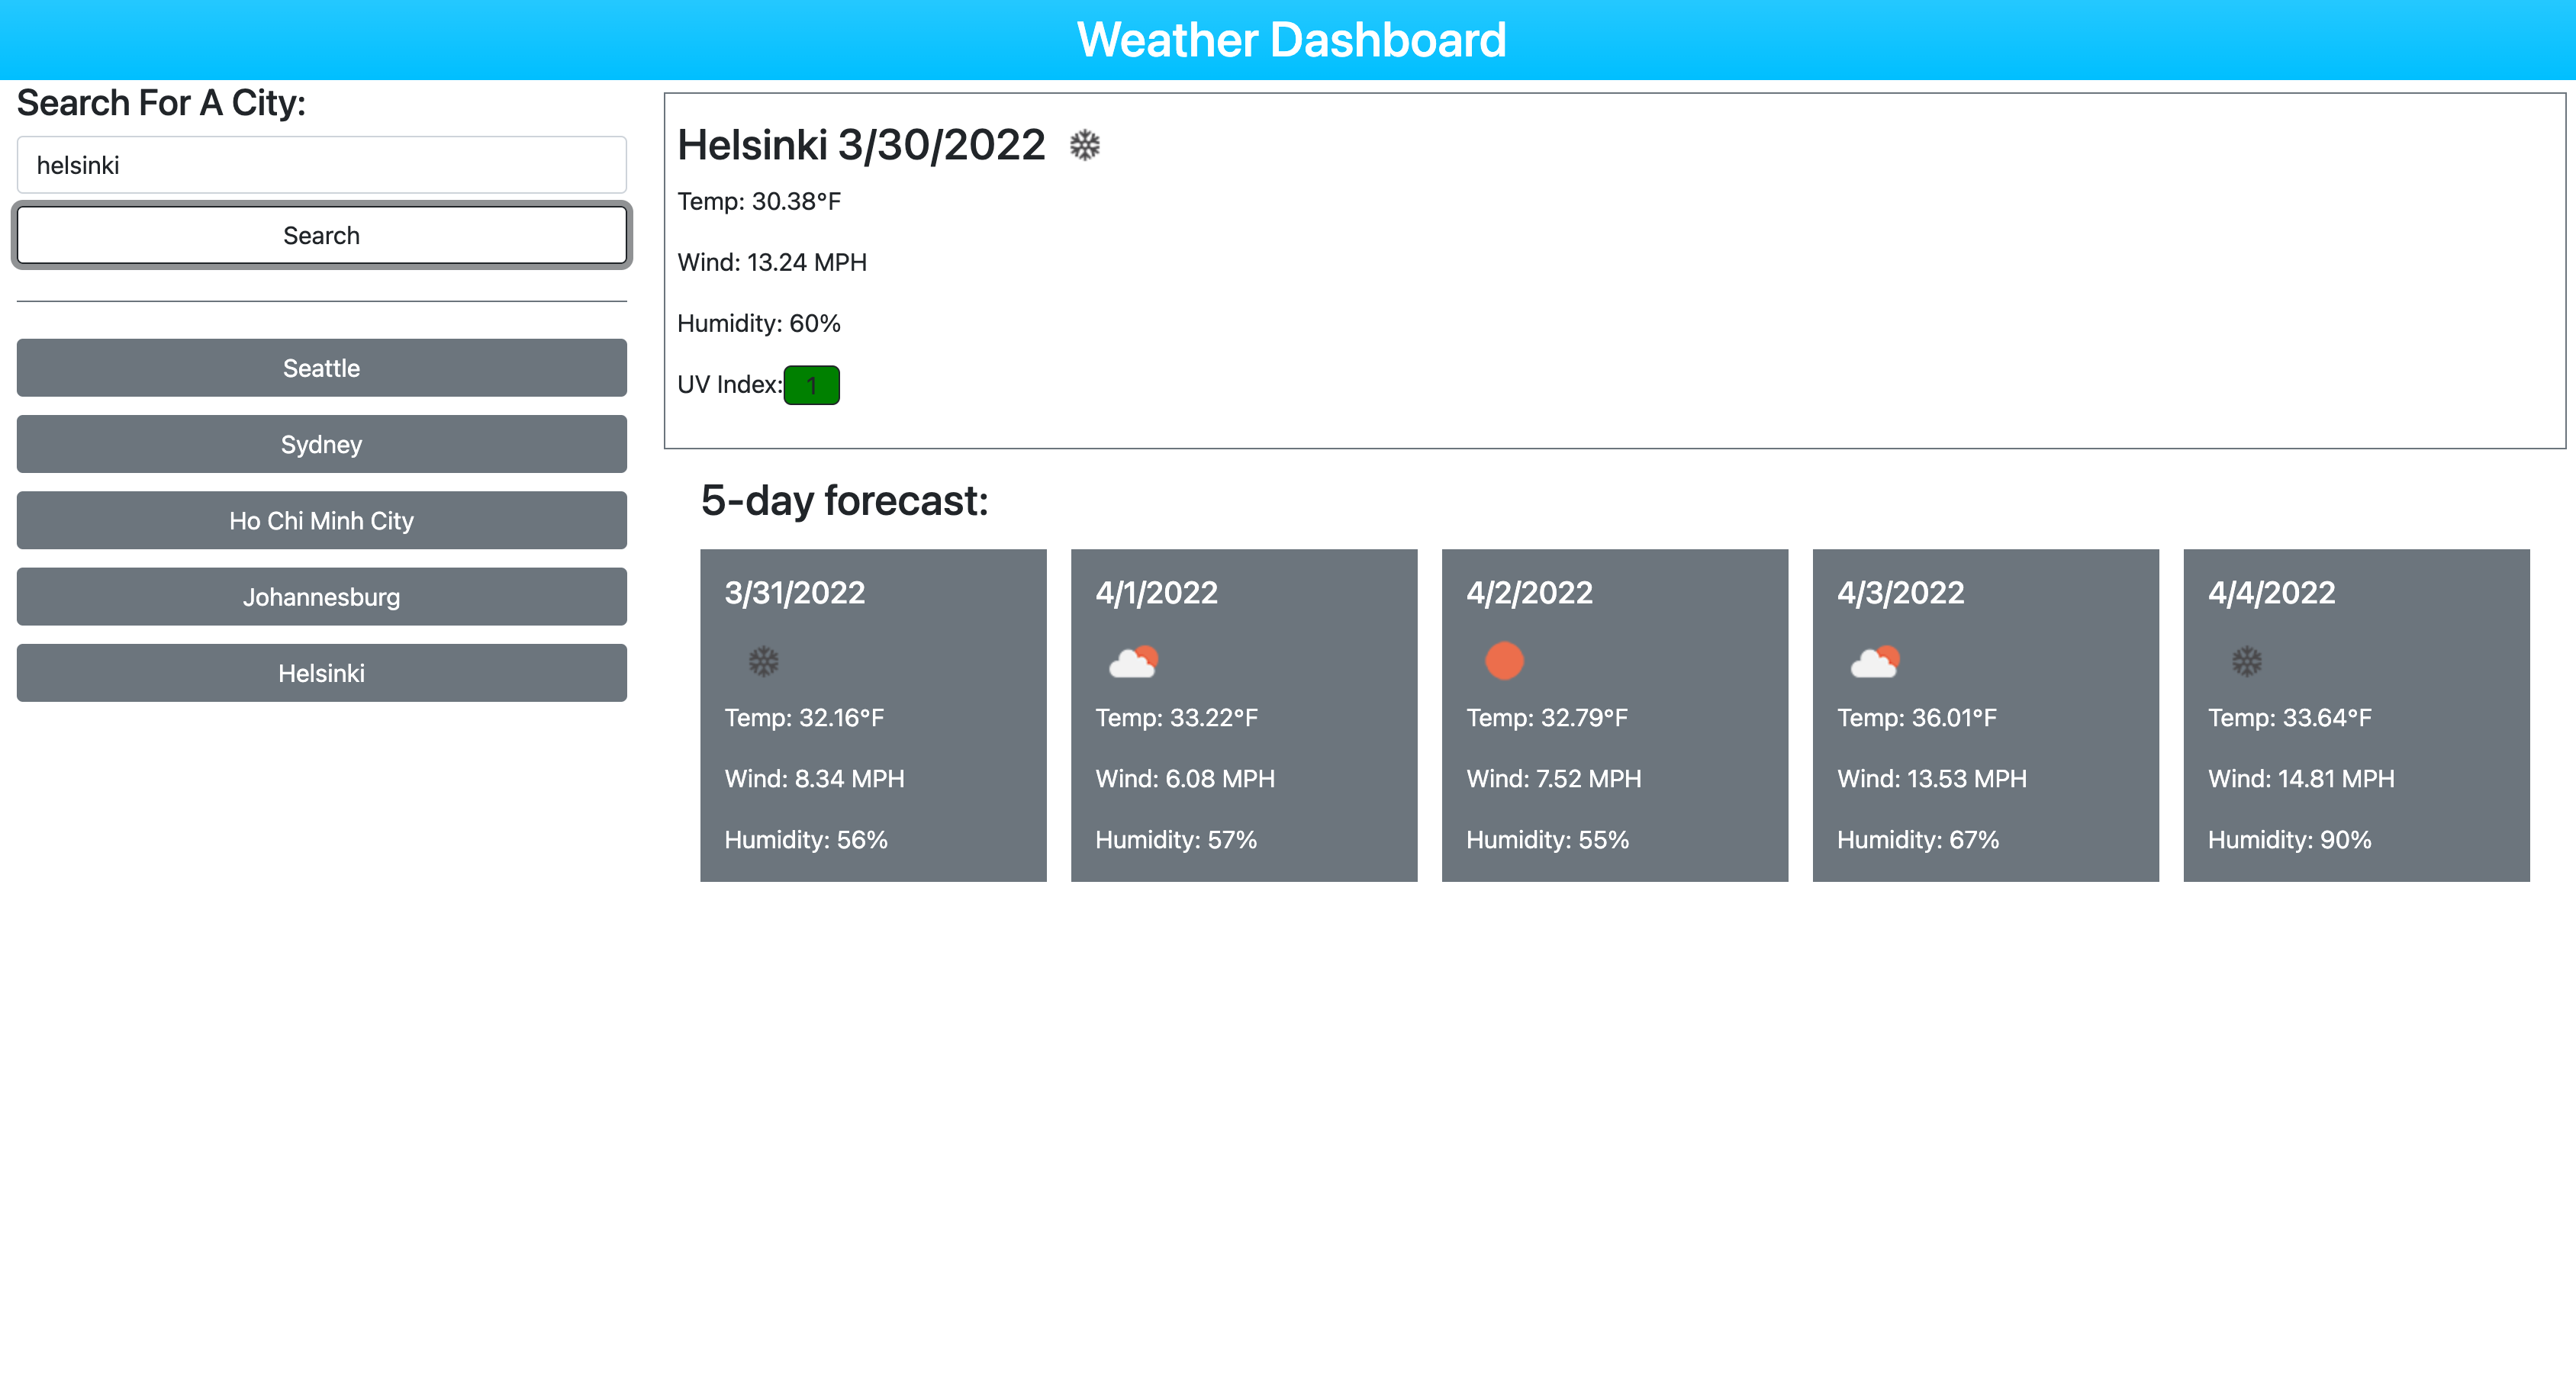 Weather Dashboard
Search For A City:
helsinki
Search
Seattle
Sydney
Ho Chi Minh City
Johannesburg
Helsinki
Helsinki 3/30/2022
Temp: 30.38°F
Wind: 13.24 MPH
Humidity: 60%
UV Index: 1
5-day forecast:
3/31/2022
Temp: 32.16°F
Wind: 8.34 MPH
Humidity: 56%
4/1/2022
Temp: 33.22°F
Wind: 6.08 MPH
Humidity: 57%
4/2/2022
Temp: 32.79°F
Wind: 7.52 MPH
Humidity: 55%
4/3/2022
Temp: 36.01°F
Wind: 13.53 MPH
Humidity: 67%
4/4/2022
Temp: 33.64°F
Wind: 14.81 MPH
Humidity: 90%